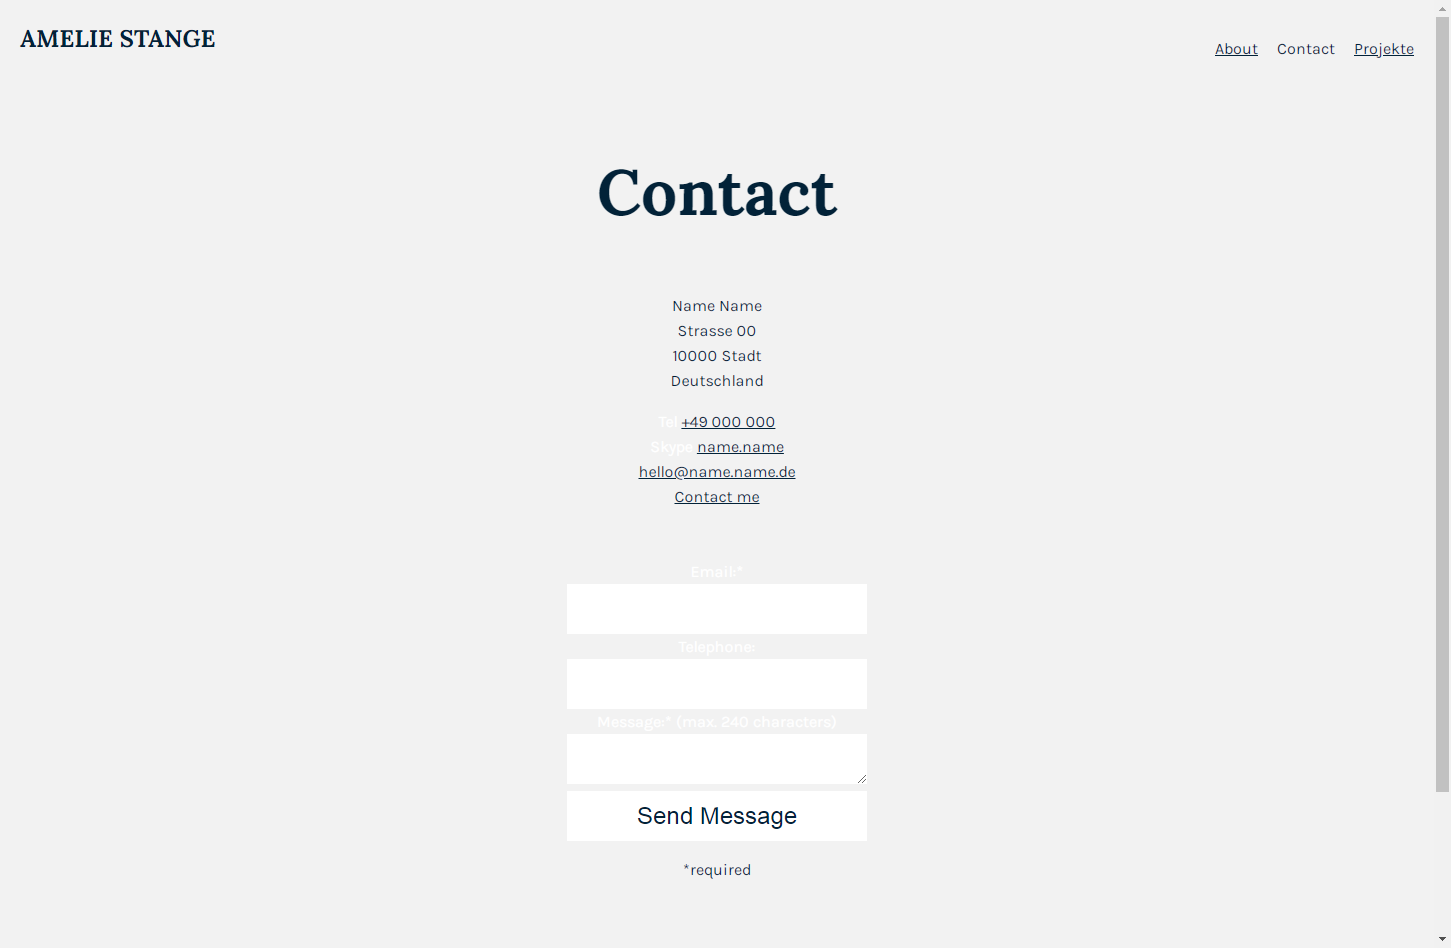 AMELIE STANGE
About Contact Projekte
Contact
Name Name
Strasse 00
10000 Stadt
Deutschland
Tel +49 000 000
Skype name.name
hello@name.name.de
Contact me
Email:*
Telephone:
Message:* (max. 240 characters)
Send Message
*required